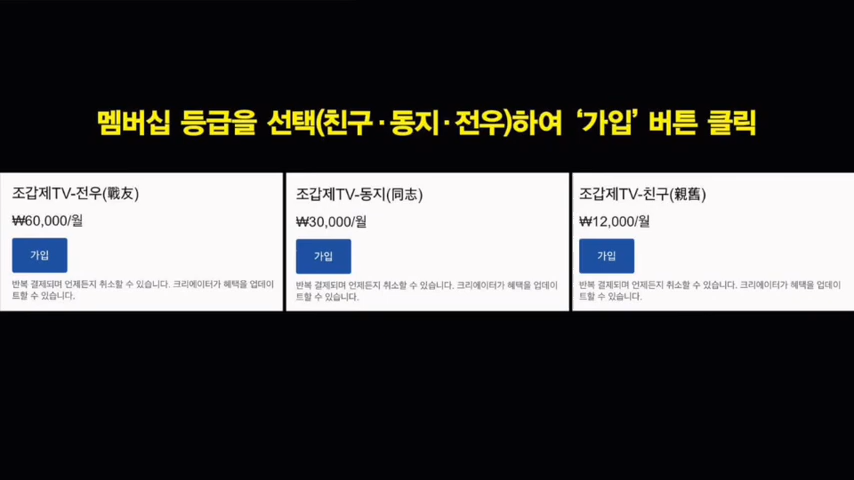 멤버십 등급을 선택(친구·동지·전우)하여 ‘가입’ 버튼 클릭
조갑제TV-전우(戰友)
₩60,000/월
가입
반복 결제되며 언제든지 취소할 수 있습니다. 크리에이터가 혜택을 업데이
트할 수 있습니다.
조갑제TV-동지(同志)
₩30,000/월
가입
반복 결제되며 언제든지 취소할 수 있습니다. 크리에이터가 혜택을 업데이
트할 수 있습니다.
조갑제TV-친구(親舊)
₩12,000/월
가입
반복 결제되며 언제든지 취소할 수 있습니다. 크리에이터가 혜택을 업데이
트할 수 있습니다.